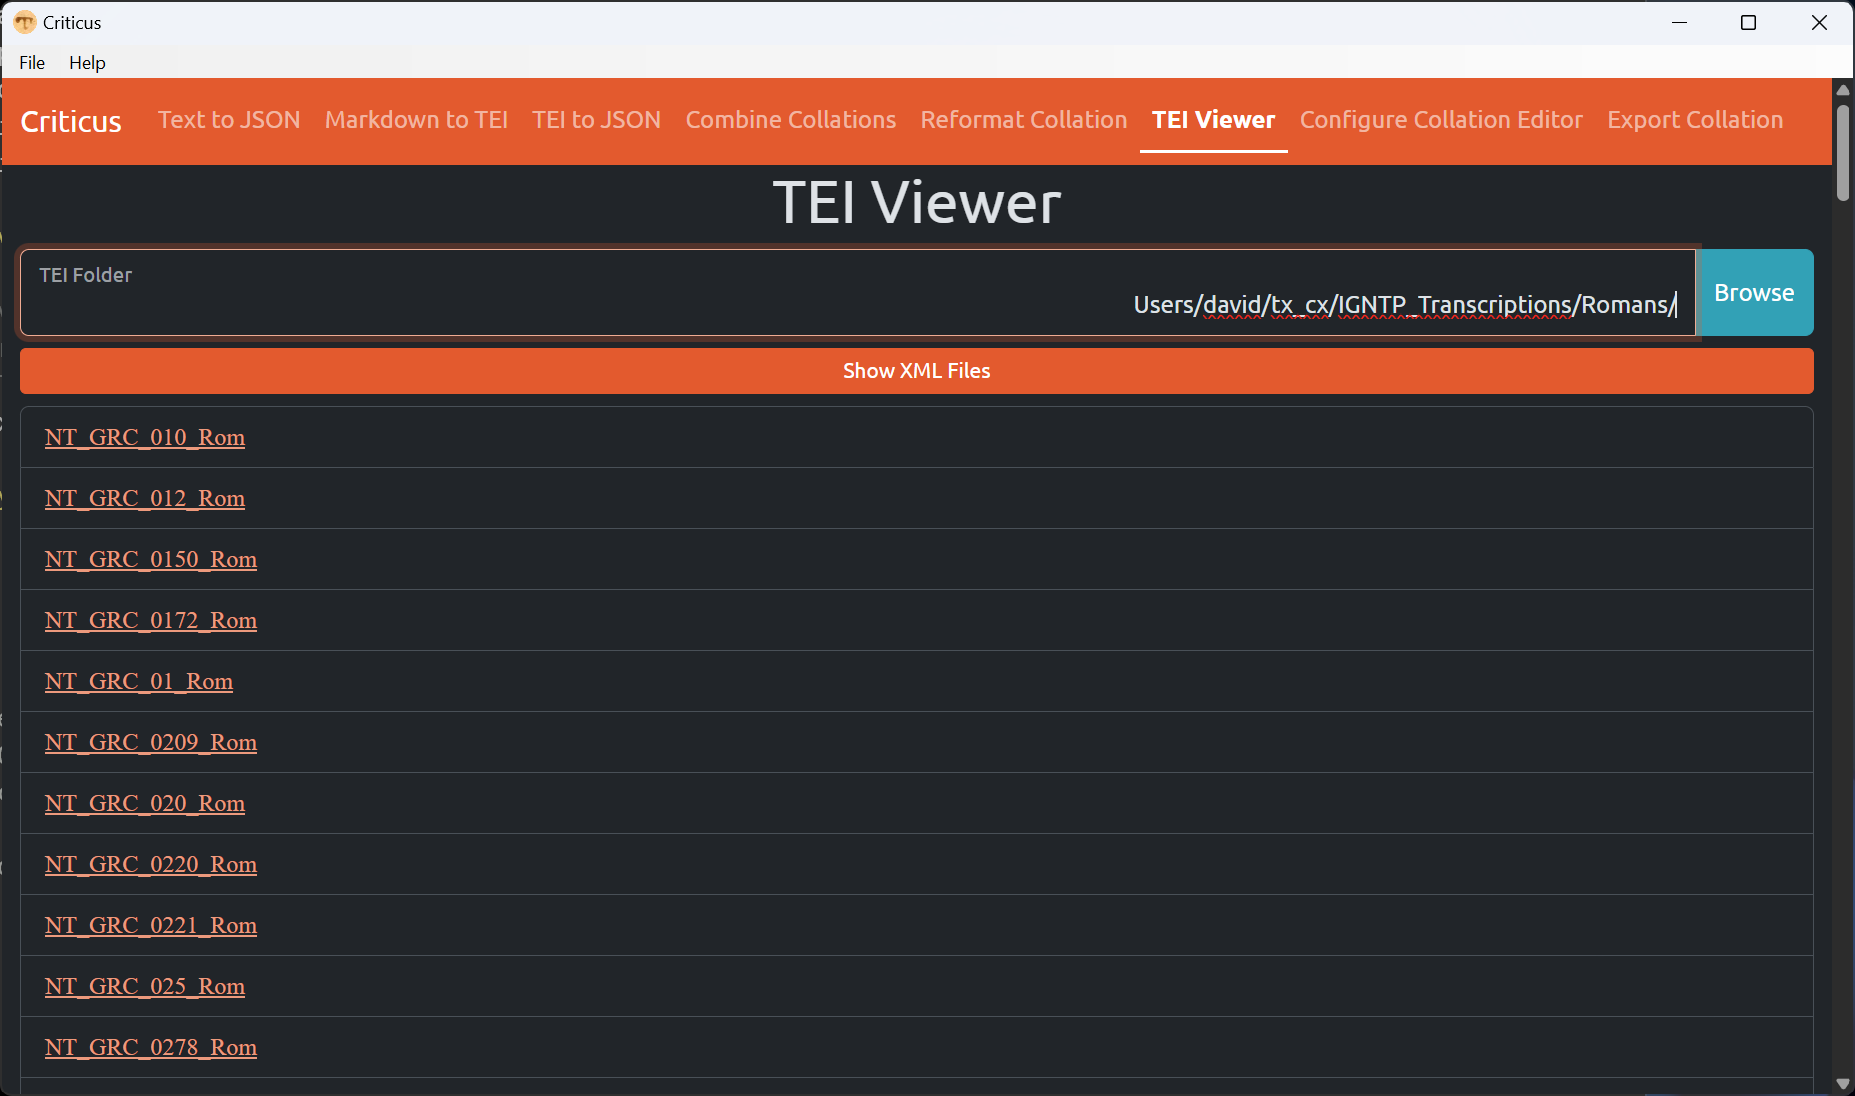 Criticus
File Help
Criticus Text to JSON Markdown to TEI TEI to JSON Combine Collations Reformat Collation TEI Viewer Configure Collation Editor Export Collation
TEI Viewer
TEI Folder
Users/david/tx_cx/IGNTP_Transcriptions/Romans/
Browse
Show XML Files
NT_GRC_010_Rom
NT_GRC_012_Rom
NT_GRC_0150_Rom
NT_GRC_0172_Rom
NT_GRC_01_Rom
NT_GRC_0209_Rom
NT_GRC_020_Rom
NT_GRC_0220_Rom
NT_GRC_0221_Rom
NT_GRC_025_Rom
NT_GRC_0278_Rom